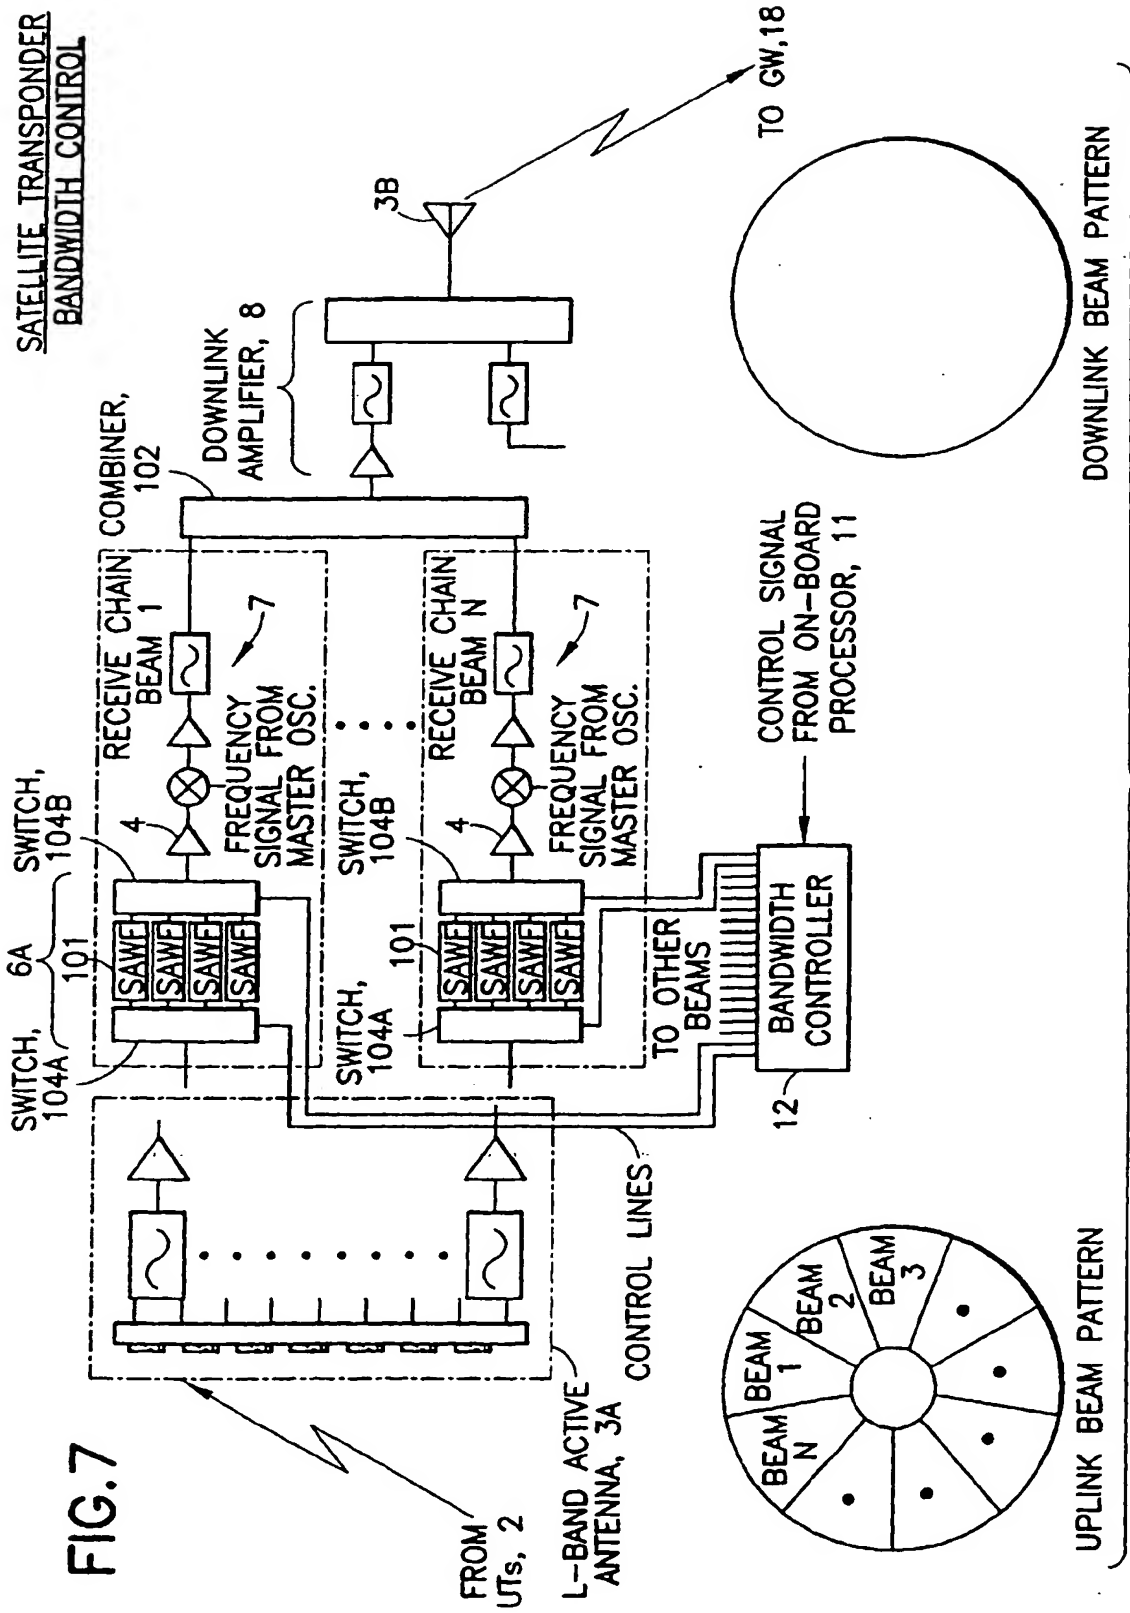 FIG.7
SATELLITE TRANSPONDER
BANDWIDTH CONTROL
FROM
UTs, 2
L-BAND ACTIVE
ANTENNA, 3A
CONTROL LINES
SWITCH,
104A
6A
101
SWITCH,
104B
SAWF
SAWF
SAWF
SAWF
4
RECEIVE CHAIN
BEAM 1
FREQUENCY
SIGNAL FROM
MASTER OSC.
7
COMBINER,
102
DOWNLINK
AMPLIFIER, 8
3B
TO GW,18
SWITCH,
104A
101
SWITCH,
104B
SAWF
SAWF
SAWF
SAWF
4
RECEIVE CHAIN
BEAM N
FREQUENCY
SIGNAL FROM
MASTER OSC.
7
TO OTHER
BEAMS
BANDWIDTH
CONTROLLER
12
CONTROL SIGNAL
FROM ON-BOARD
PROCESSOR, 11
BEAM
N
BEAM
1
BEAM
2
BEAM
3
UPLINK BEAM PATTERN
DOWNLINK BEAM PATTERN